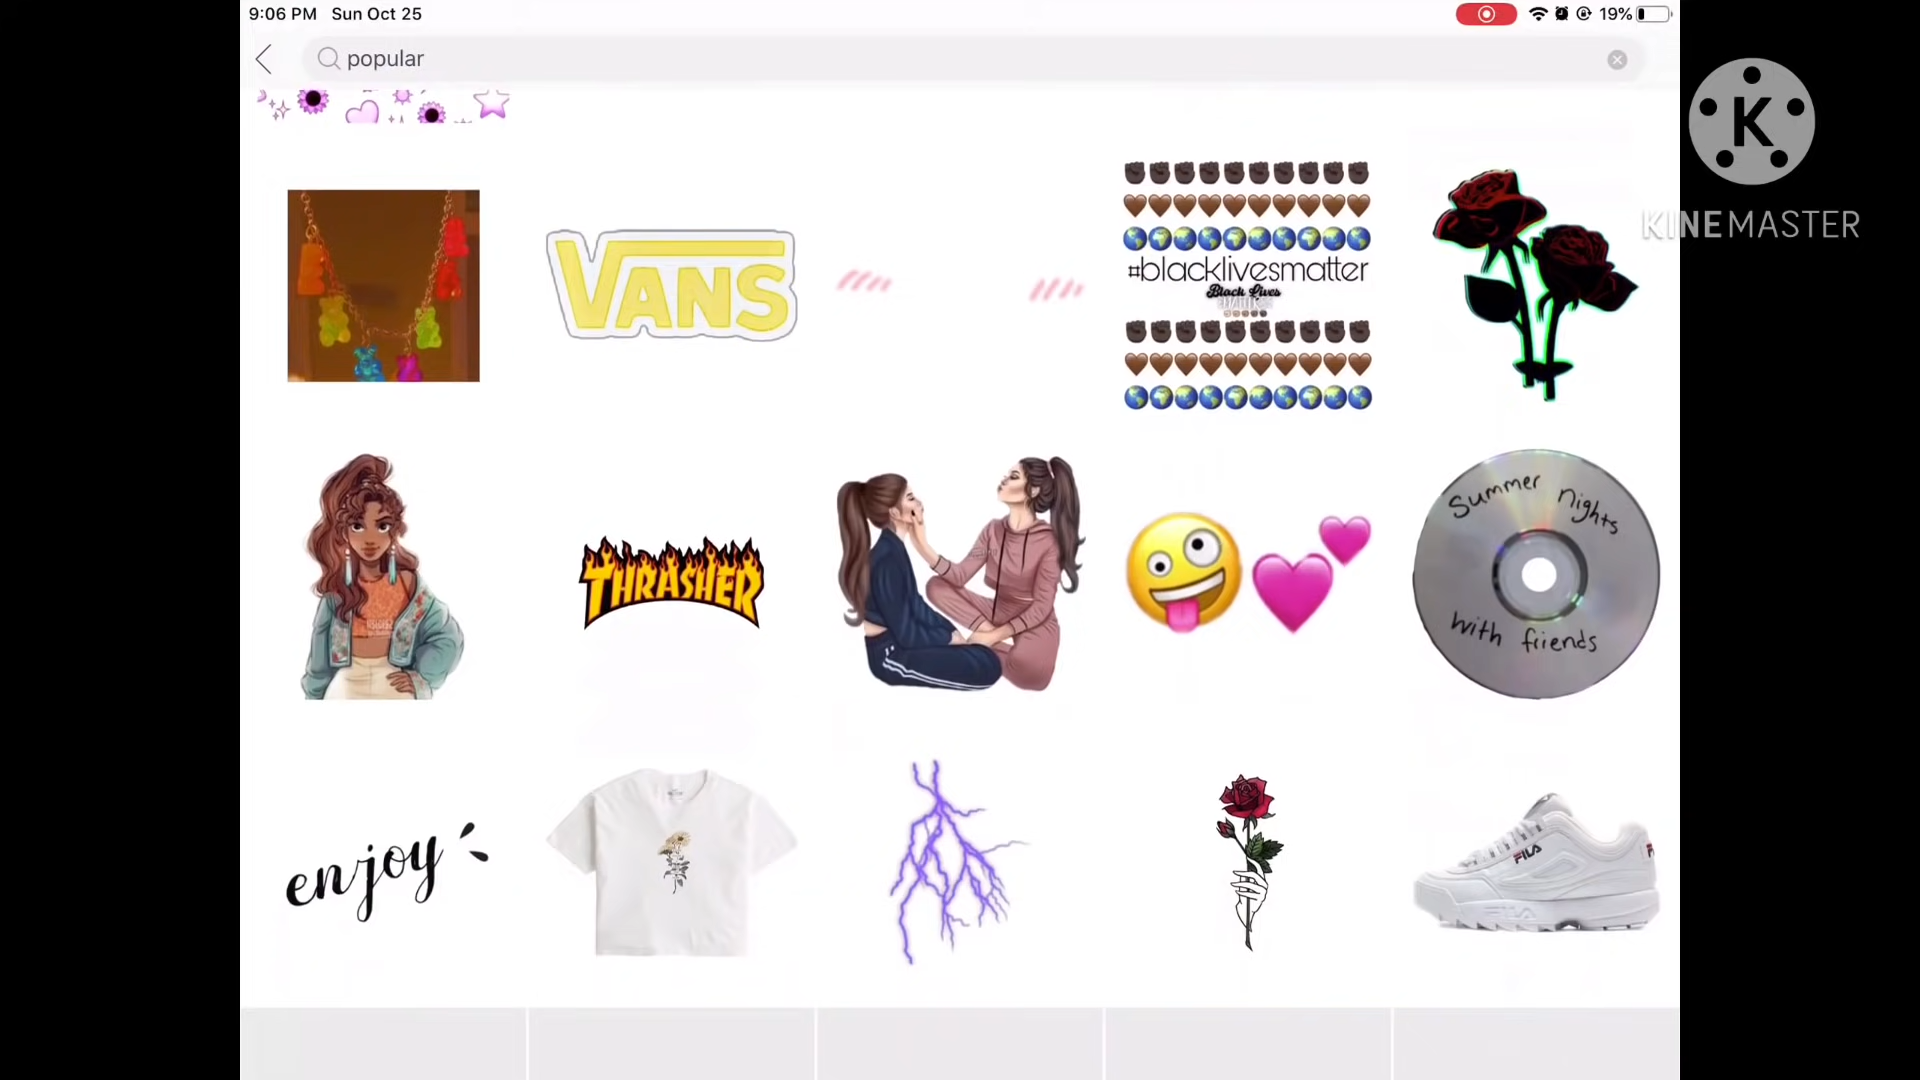 9:06 PM Sun Oct 25
19%
popular
K
KINEMASTER
VANS
#blacklivesmatter
Black Lives
THRASHER
Summer nights
with friends
enjoy
FILA
FILA